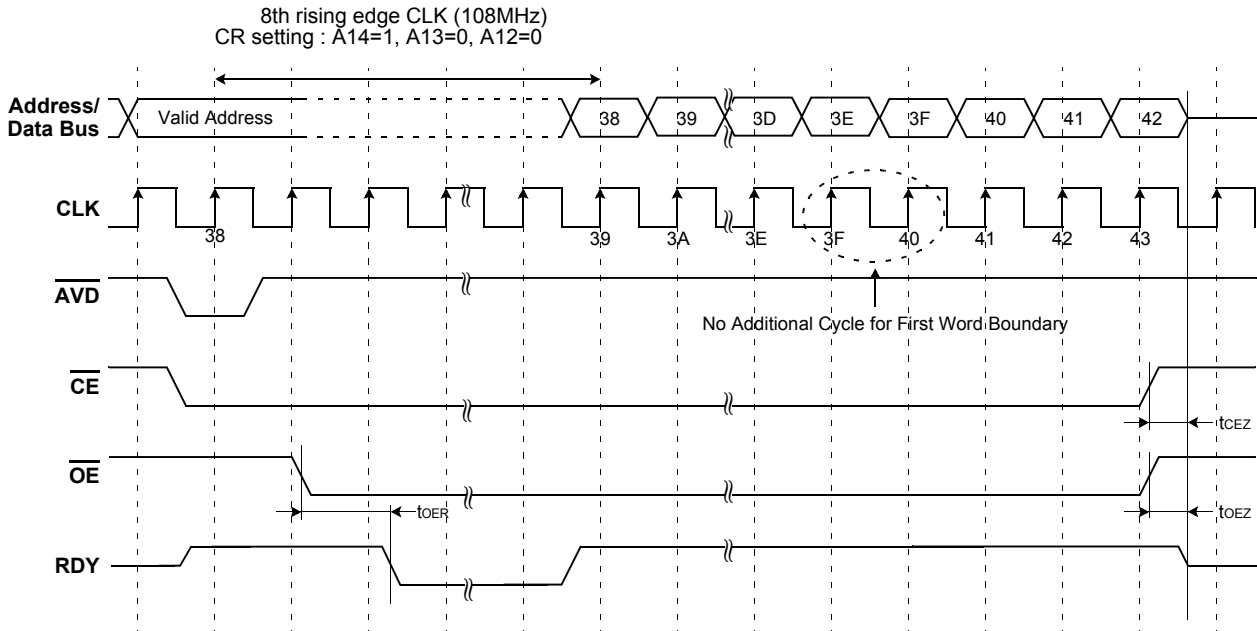 8th rising edge CLK (108MHz)
CR setting : A14=1, A13=0, A12=0
Address/
Data Bus
Valid Address
38 39 3D 3E 3F 40 41 42
CLK
38 39 3A 3E 3F 40 41 42 43
AVD
No Additional Cycle for First Word Boundary
CE
tCEZ
OE
tOER
tOEZ
RDY